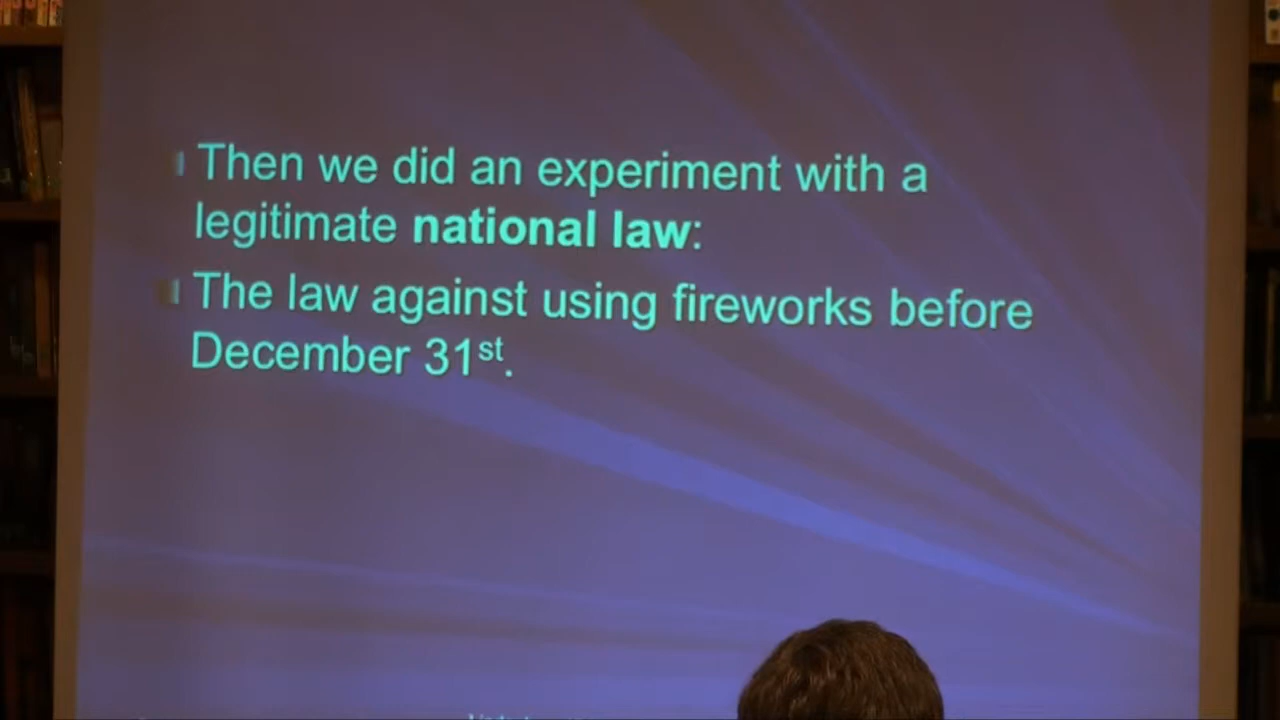 Then we did an experiment with a
legitimate national law:
The law against using fireworks before
December 31st.